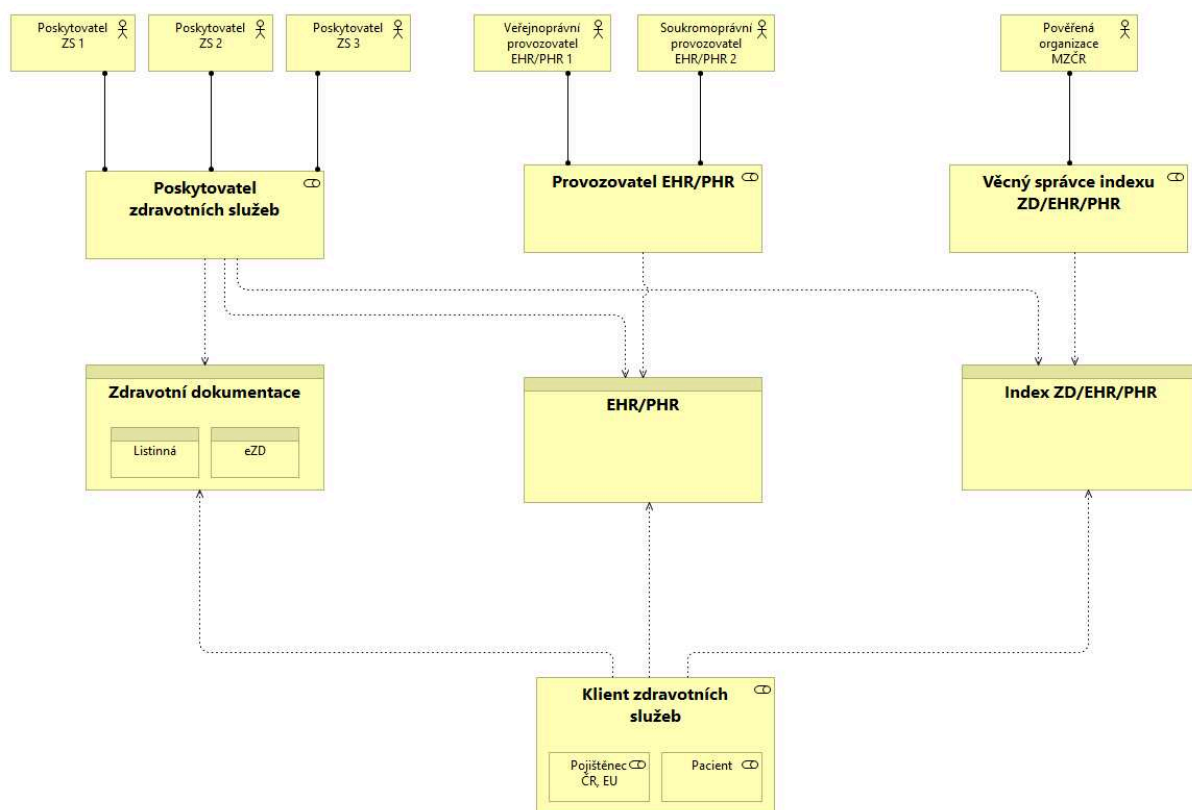 Poskytovatel
ZS 1
Poskytovatel
ZS 2
Poskytovatel
ZS 3
Veřejnoprávní
provozovatel
EHR/PHR 1
Soukromoprávní
provozovatel
EHR/PHR 2
Pověřená
organizace
MZČR
Poskytovatel
zdravotních služeb
Provozovatel EHR/PHR
Věcný správce indexu
ZD/EHR/PHR
Zdravotní dokumentace
Listinná
eZD
EHR/PHR
Index ZD/EHR/PHR
Klient zdravotních
služeb
Pojištěnec
ČR, EU
Pacient